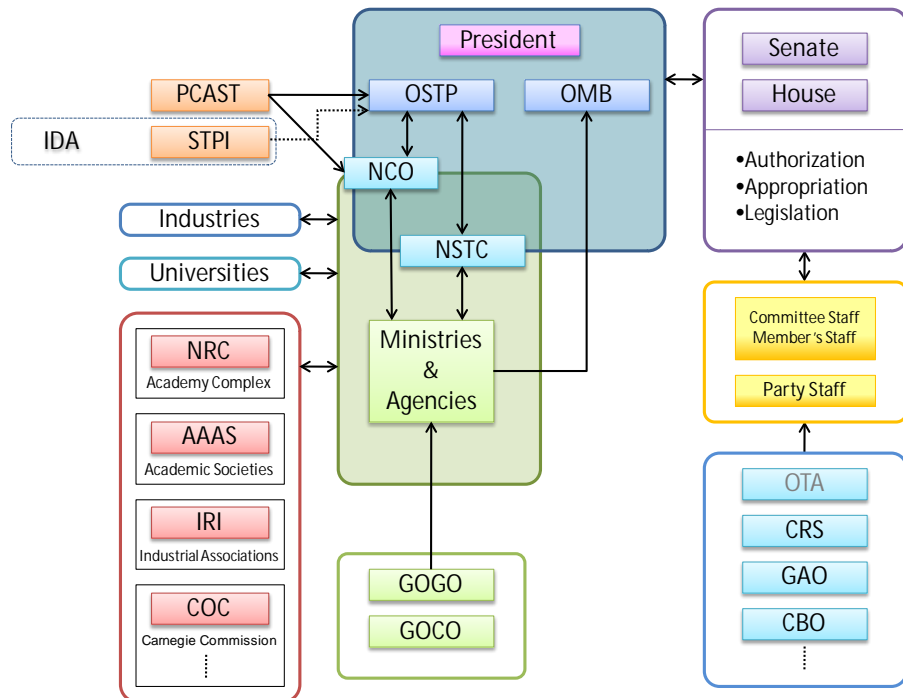 President
Senate
PCAST
OSTP
OMB
House
IDA
STPI
•Authorization
NCO
•Appropriation
•Legislation
Industries
NSTC
Universities
Committee Staff
Member's Staff
Ministries
&
Agencies
NRC
Academy Complex
Party Staff
AAAS
Academic Societies
OTA
IRI
Industrial Associations
CRS
GOGO
GAO
COC
Carnegie Commission
GOCO
CBO